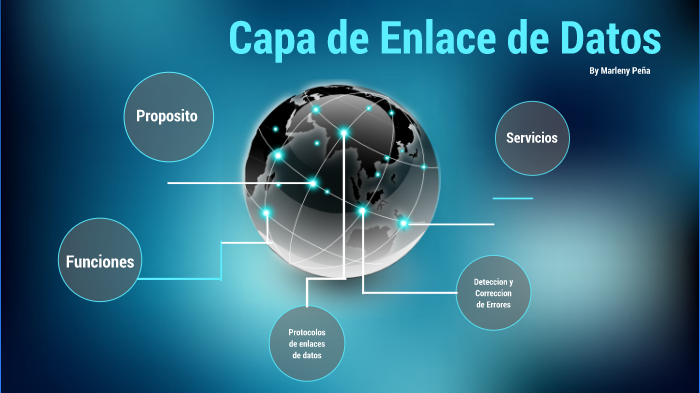 Capa de Enlace de Datos
By Marleny Peña
Proposito
Servicios
Funciones
Deteccion y
Correccion
de Errores
Protocolos
de enlaces
de datos